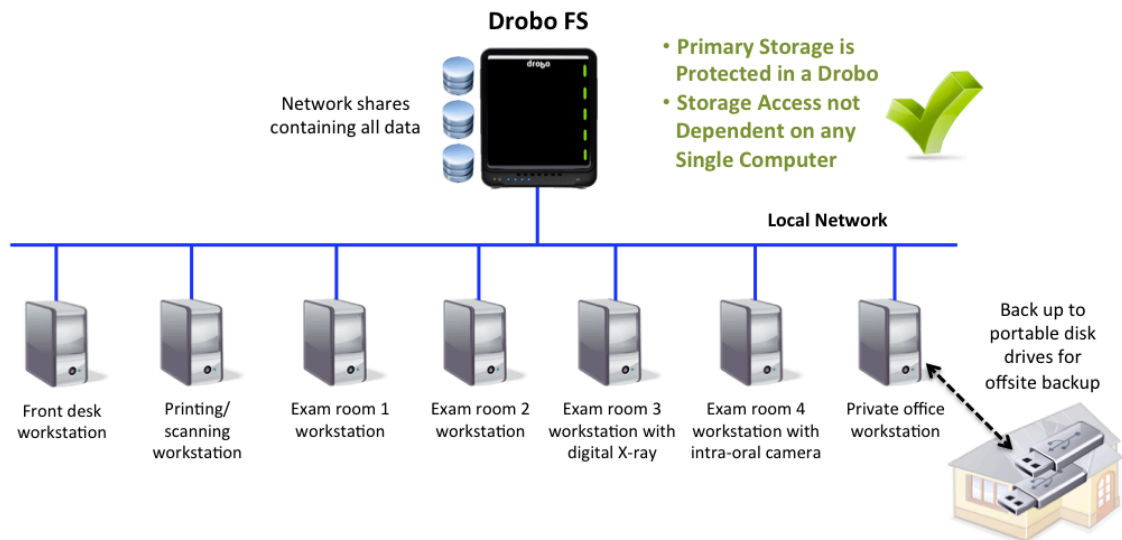 Drobo FS
drobo
Network shares
containing all data
• Primary Storage is
Protected in a Drobo
• Storage Access not
Dependent on any
Single Computer
Local Network
Front desk
workstation
Printing/
scanning
workstation
Exam room 1
workstation
Exam room 2
workstation
Exam room 3
workstation with
digital X-ray
Exam room 4
workstation with
intra-oral camera
Private office
workstation
Back up to
portable disk
drives for
offsite backup